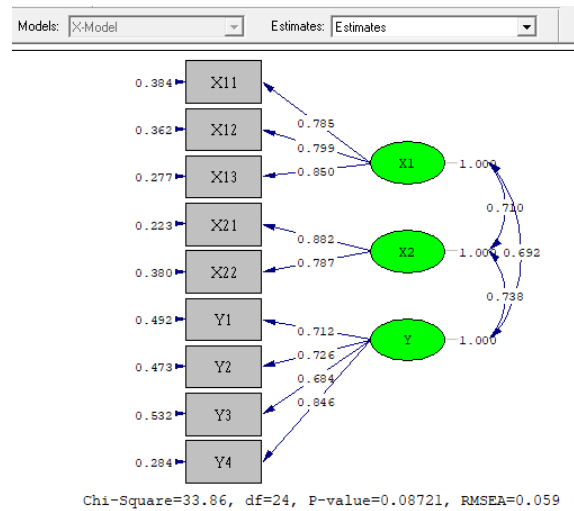 Models: X-Model Estimates: Estimates
0.384 X11
0.785
0.362 X12
0.799
0.277 X13 0.850 X1 1.000
0.710
0.223 X21
0.882
0.380 X22 0.787 X2 1.000 0.692
0.738
0.492 Y1 0.712
0.726 Y 1.000
0.473 Y2
0.684
0.532 Y3 0.846
0.284 Y4
Chi-Square=33.86, df=24, P-value=0.08721, RMSEA=0.059